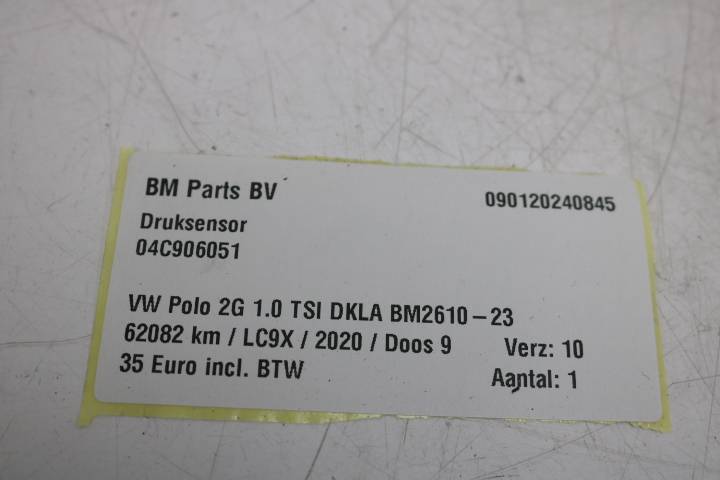 BM Parts BV 090120240845
Druksensor
04C906051
VW Polo 2G 1.0 TSI DKLA BM2610-23
62082 km / LC9X / 2020 / Doos 9 Verz: 10
35 Euro incl. BTW Aantal: 1